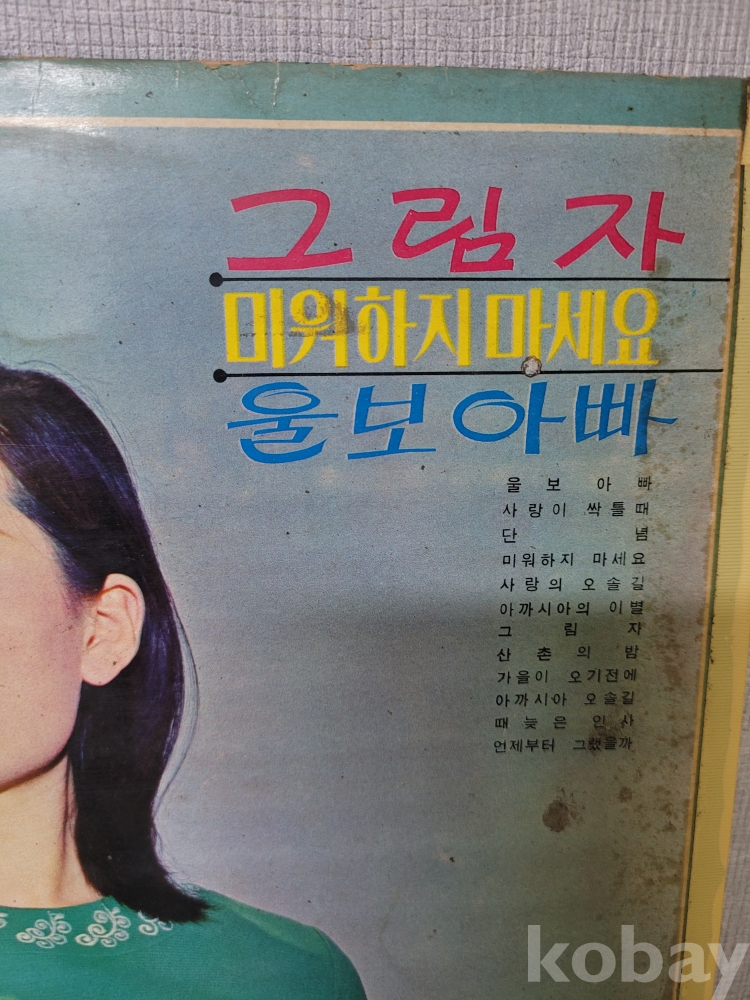 그림자
미워하지 마세요
울보아빠
울보아빠
사랑이 싹틀때
단념
미워하지 마세요
사랑의 오솔길
아까시아의 이별
그림자
산촌의 밤
가을이 오기전에
아까시아 오솔길
때늦은 인사
언제부터 그랬을까
kobay